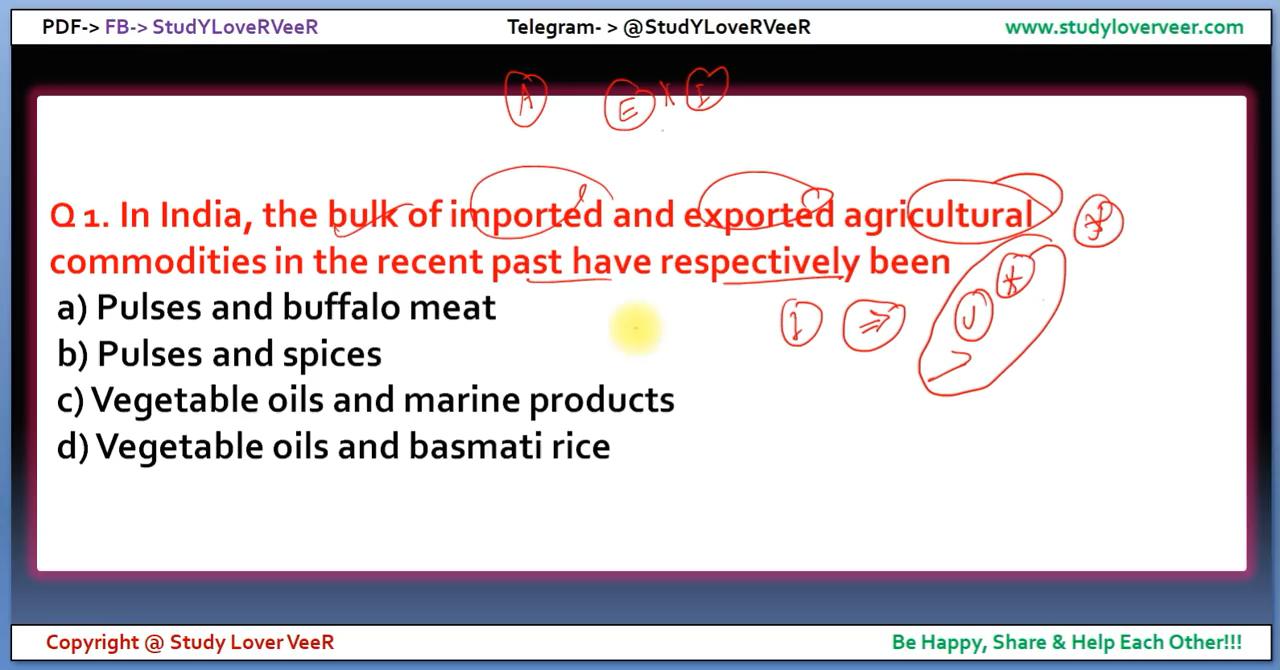 PDF-> FB-> StudYLoveRVeeR Telegram- > @StudYLoveRVeeR www.studyloverveer.com
A E x I
Q 1. In India, the bulk of imported and exported agricultural
commodities in the recent past have respectively been
a) Pulses and buffalo meat
b) Pulses and spices
c) Vegetable oils and marine products
d) Vegetable oils and basmati rice
Copyright @ Study Lover VeeR Be Happy, Share & Help Each Other!!!